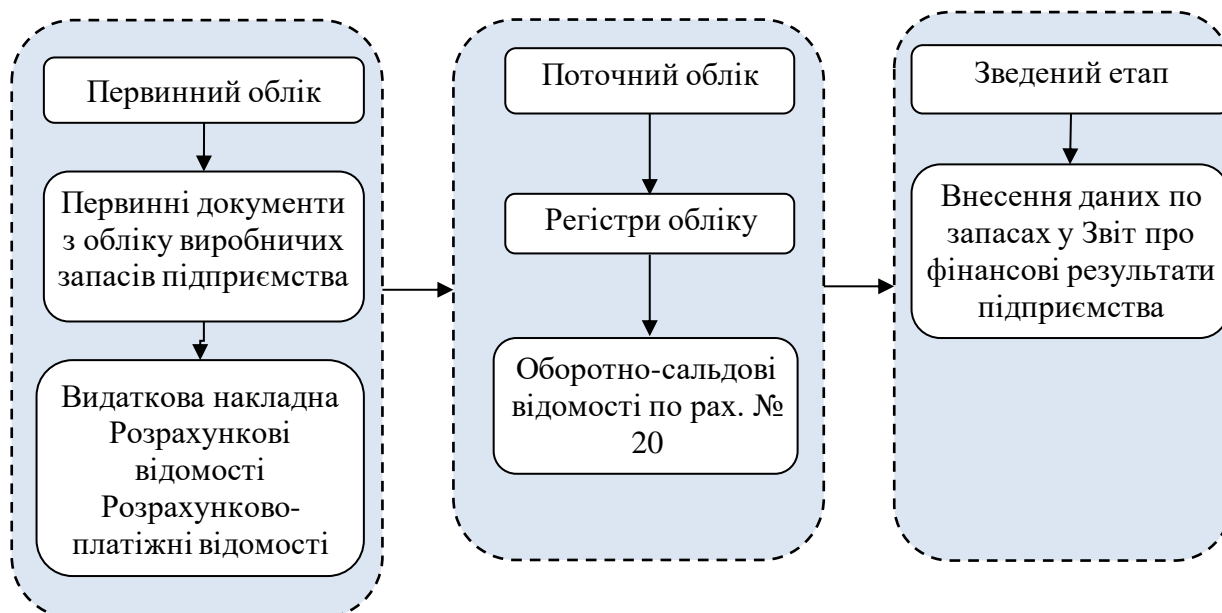 Первинний облік
Первинні документи
з обліку виробничих
запасів підприємства
Видаткова накладна
Розрахункові
відомості
Розрахунково-
платіжні відомості
Поточний облік
Регістри обліку
Оборотно-сальдові
відомості по рах. №
20
Зведений етап
Внесення даних по
запасах у Звіт про
фінансові результати
підприємства